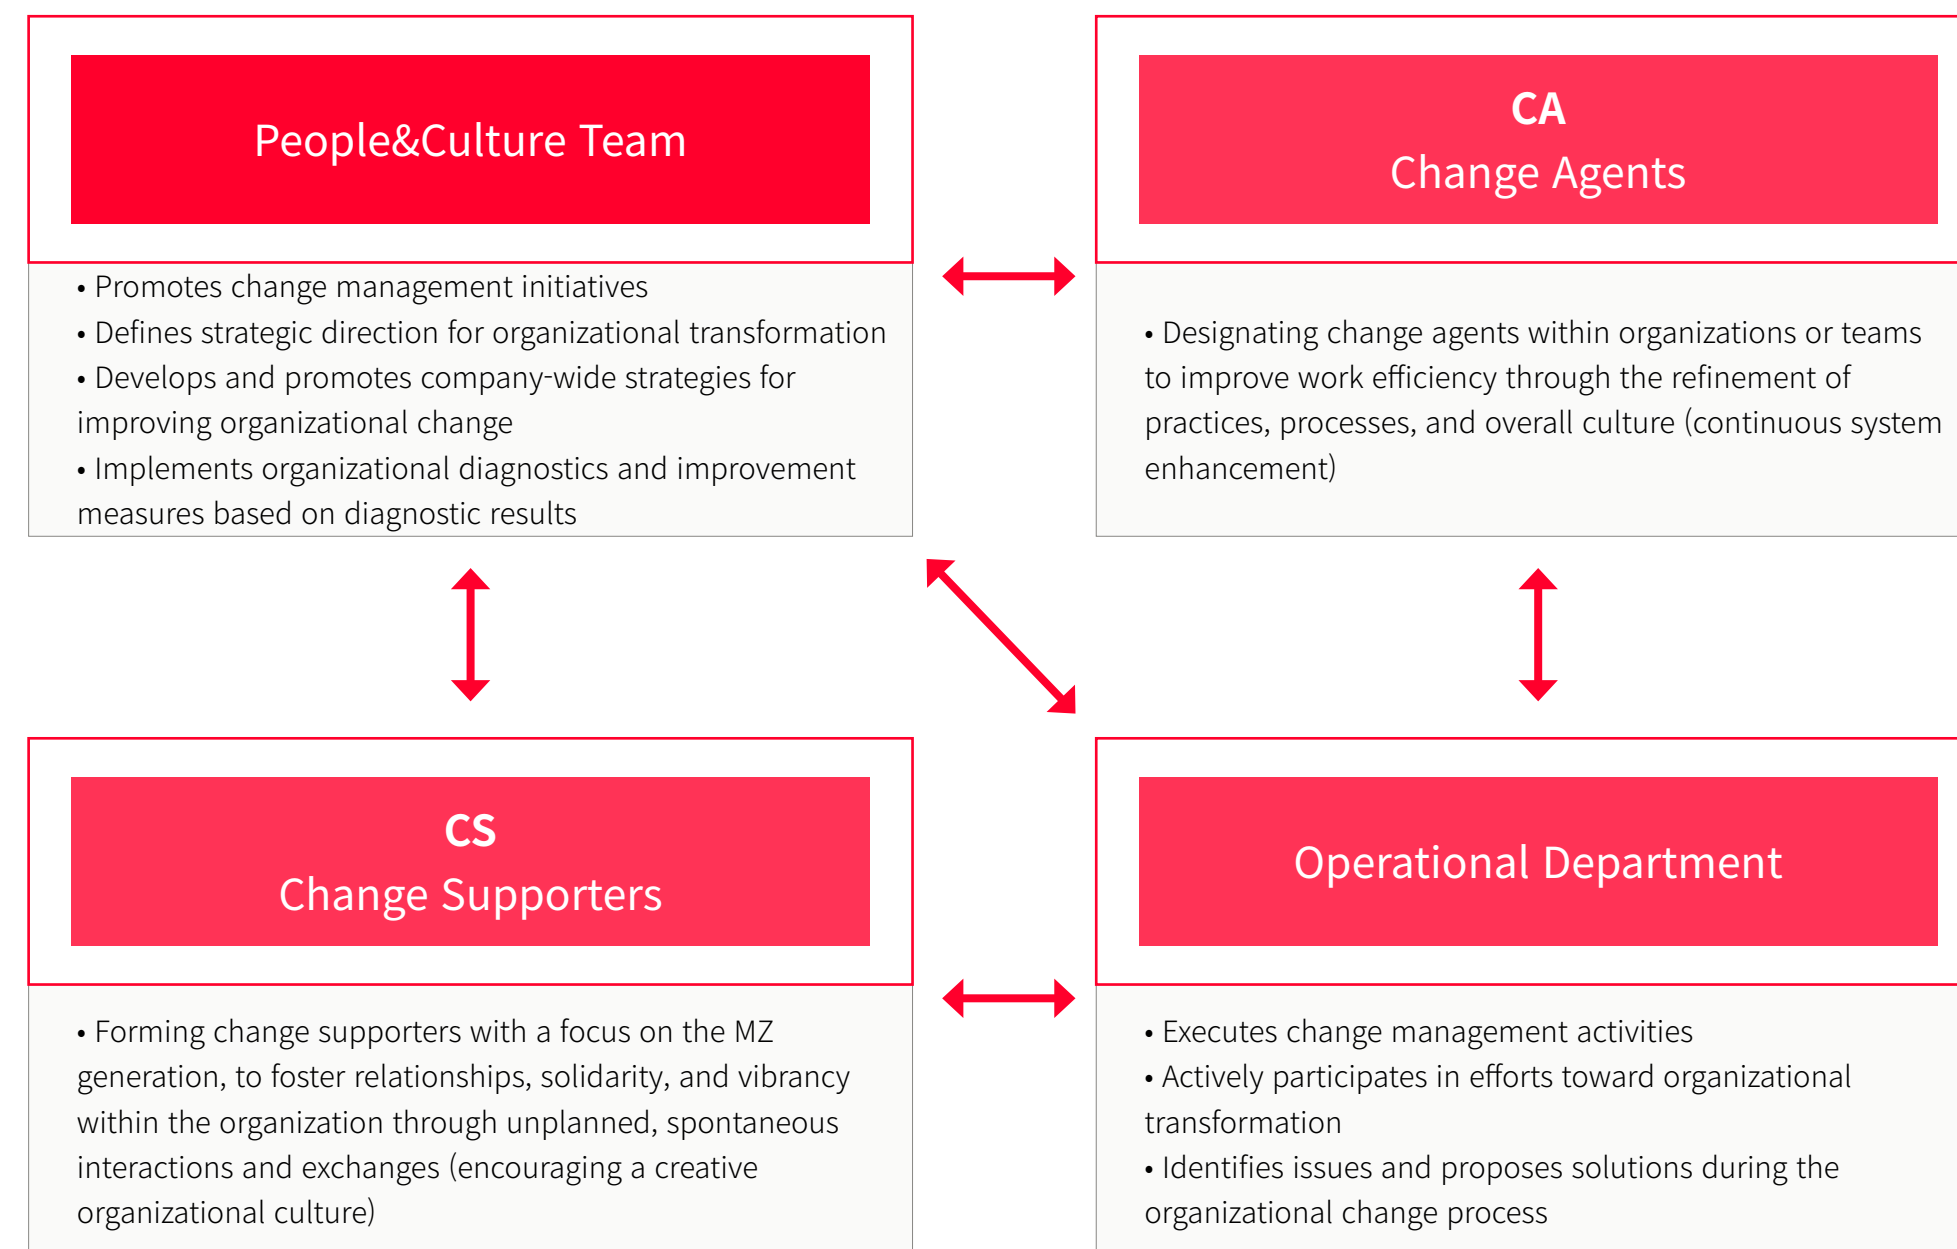 People&Culture Team
• Promotes change management initiatives
• Defines strategic direction for organizational transformation
• Develops and promotes company-wide strategies for
improving organizational change
• Implements organizational diagnostics and improvement
measures based on diagnostic results
CA
Change Agents
• Designating change agents within organizations or teams
to improve work efficiency through the refinement of
practices, processes, and overall culture (continuous system
enhancement)
CS
Change Supporters
• Forming change supporters with a focus on the MZ
generation, to foster relationships, solidarity, and vibrancy
within the organization through unplanned, spontaneous
interactions and exchanges (encouraging a creative
organizational culture)
Operational Department
• Executes change management activities
• Actively participates in efforts toward organizational
transformation
• Identifies issues and proposes solutions during the
organizational change process